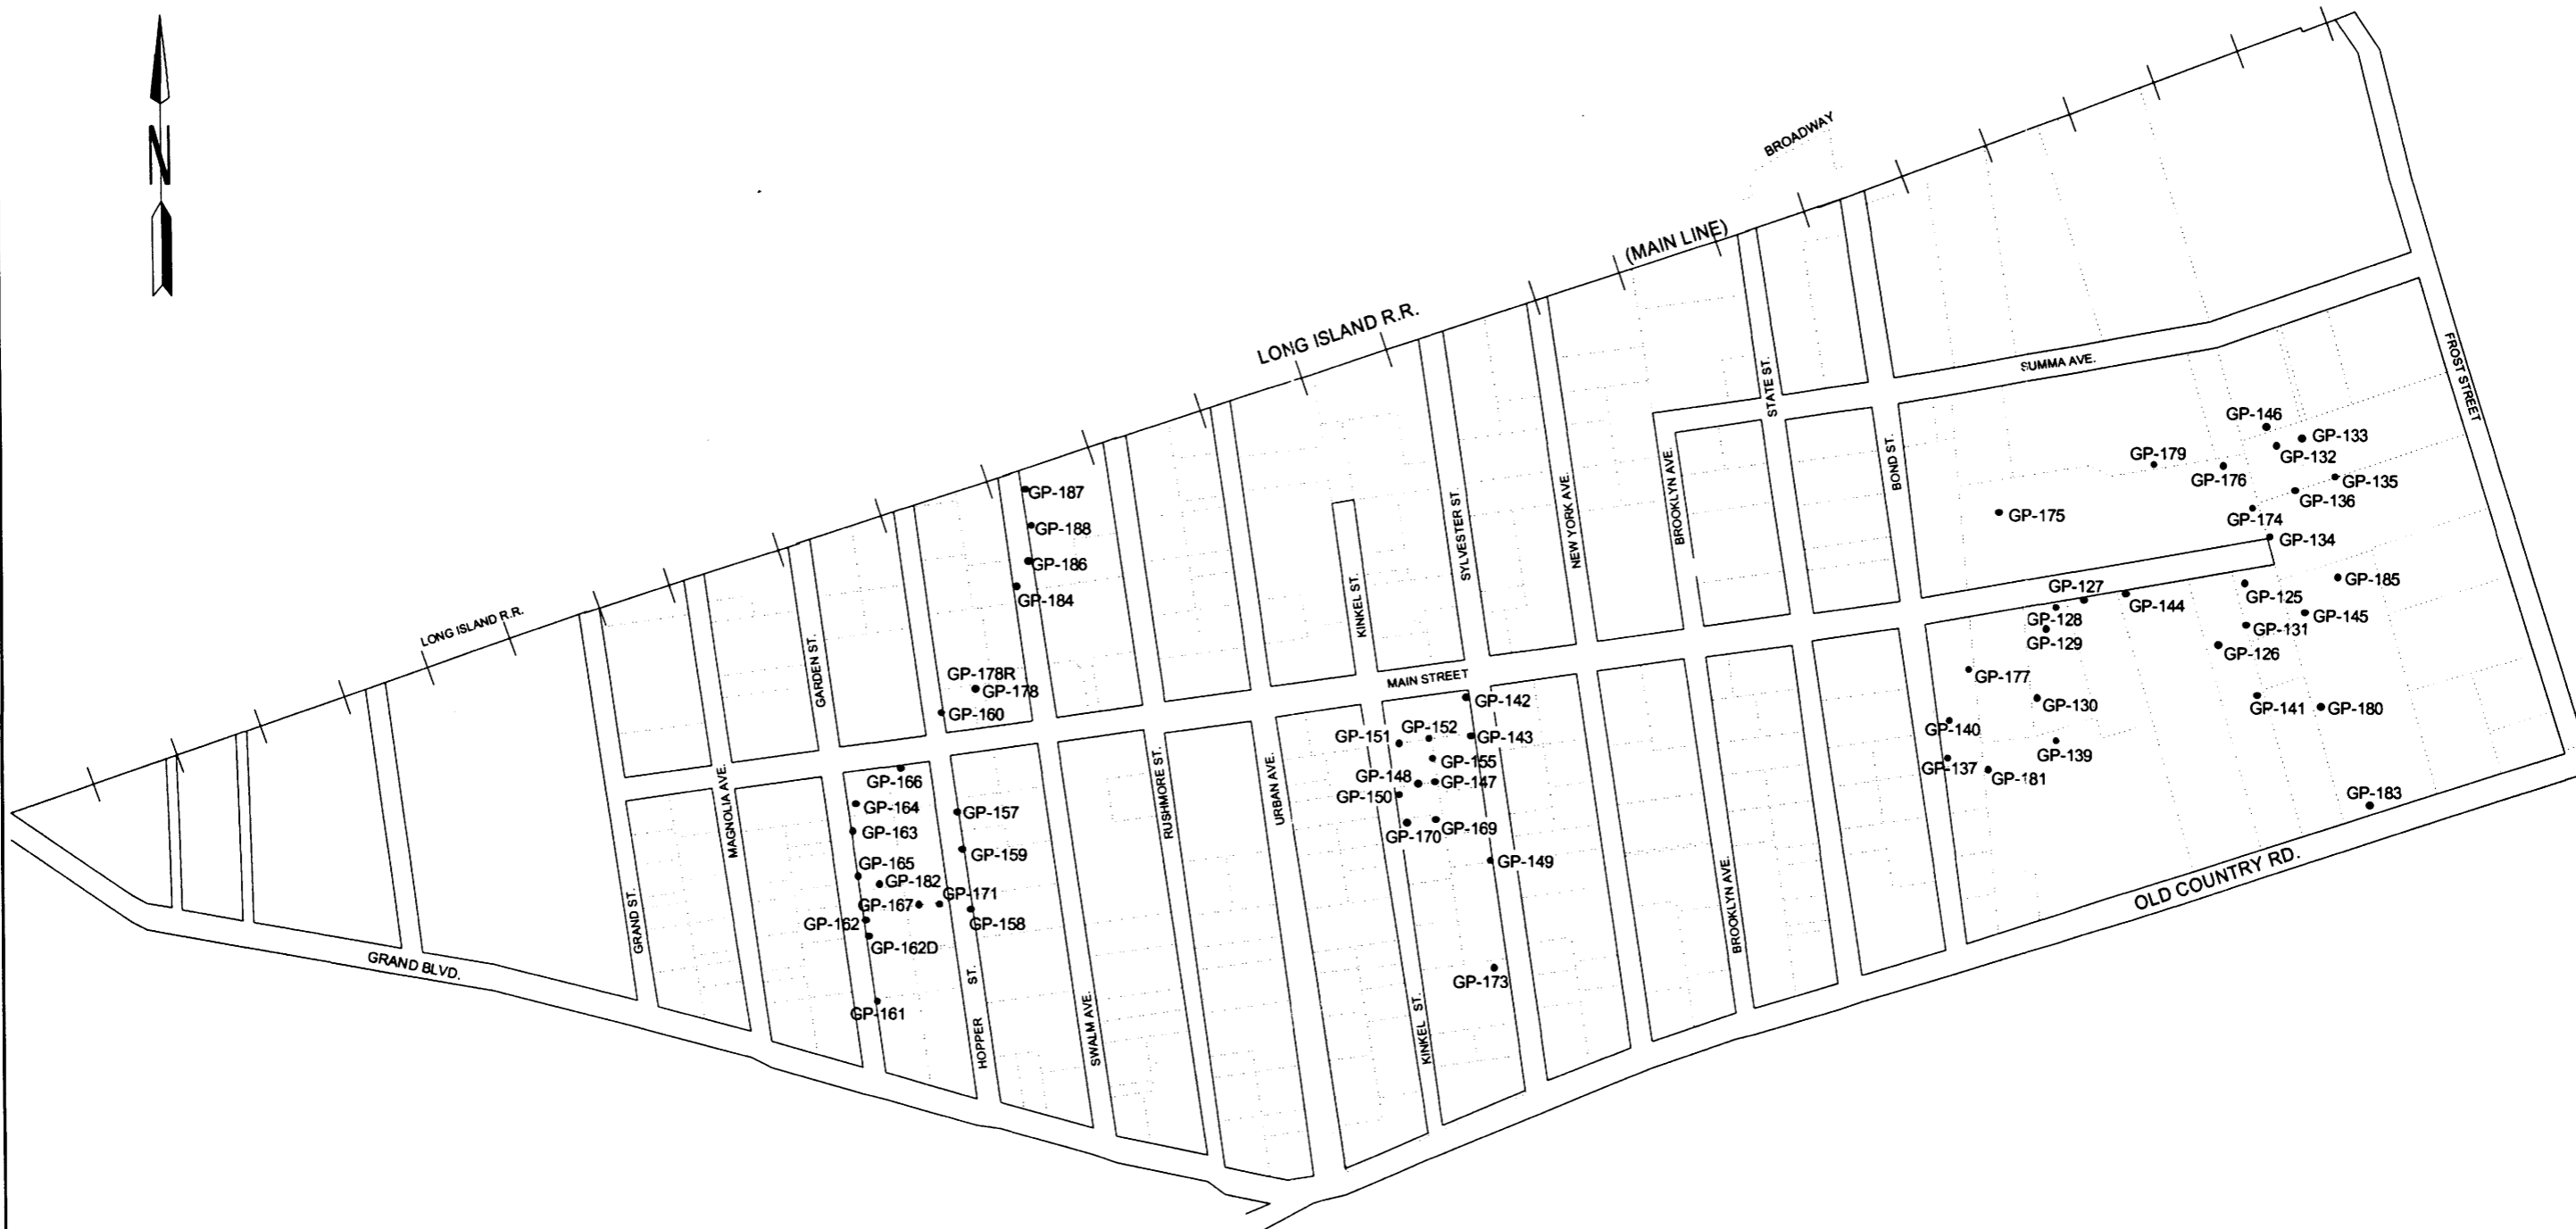 N
BROADWAY
(MAIN LINE)
LONG ISLAND R.R.
LONG ISLAND R.R.
SUMMA AVE.
FROST STREET
STATE ST.
BOND ST.
BROOKLYN AVE.
NEW YORK AVE.
SYLVESTER ST.
KINKEL ST.
GARDEN ST.
MAIN STREET
MAGNOLIA AVE.
RUSHMORE ST.
URBAN AVE.
GRAND ST.
GRAND BLVD.
HOPPER ST.
SWALM AVE.
KINKEL ST.
BROOKLYN AVE.
OLD COUNTRY RD.
GP-146
GP-133
GP-132
GP-179
GP-176
GP-135
GP-136
GP-174
GP-175
GP-134
GP-127
GP-144
GP-125
GP-185
GP-128
GP-145
GP-129
GP-131
GP-126
GP-177
GP-130
GP-141
GP-180
GP-140
GP-139
GP-137
GP-181
GP-183
GP-187
GP-188
GP-186
GP-184
GP-178R
GP-178
GP-160
GP-142
GP-152
GP-151
GP-143
GP-155
GP-148
GP-147
GP-150
GP-169
GP-170
GP-149
GP-173
GP-166
GP-164
GP-157
GP-163
GP-159
GP-165
GP-182
GP-171
GP-167
GP-162
GP-158
GP-162D
GP-161